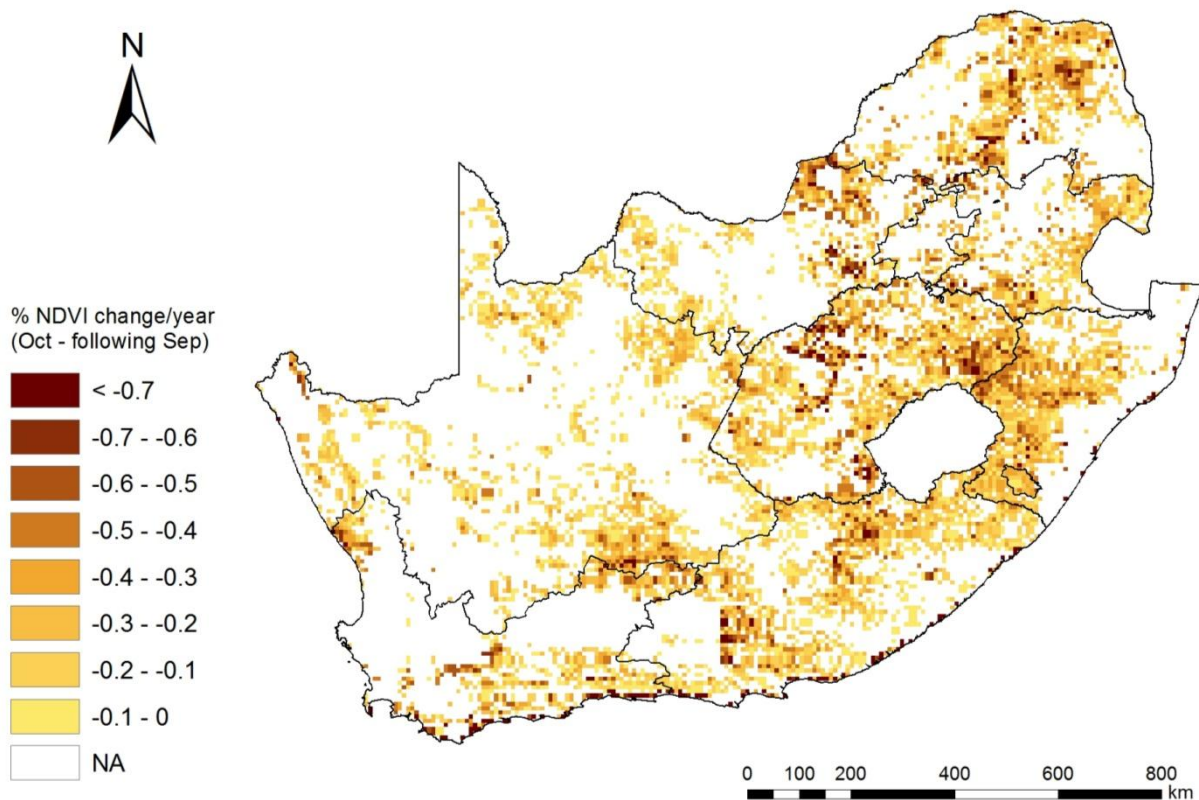 N
% NDVI change/year
(Oct - following Sep)
< -0.7
-0.7 - -0.6
-0.6 - -0.5
-0.5 - -0.4
-0.4 - -0.3
-0.3 - -0.2
-0.2 - -0.1
-0.1 - 0
NA
0 100 200 400 600 800
km